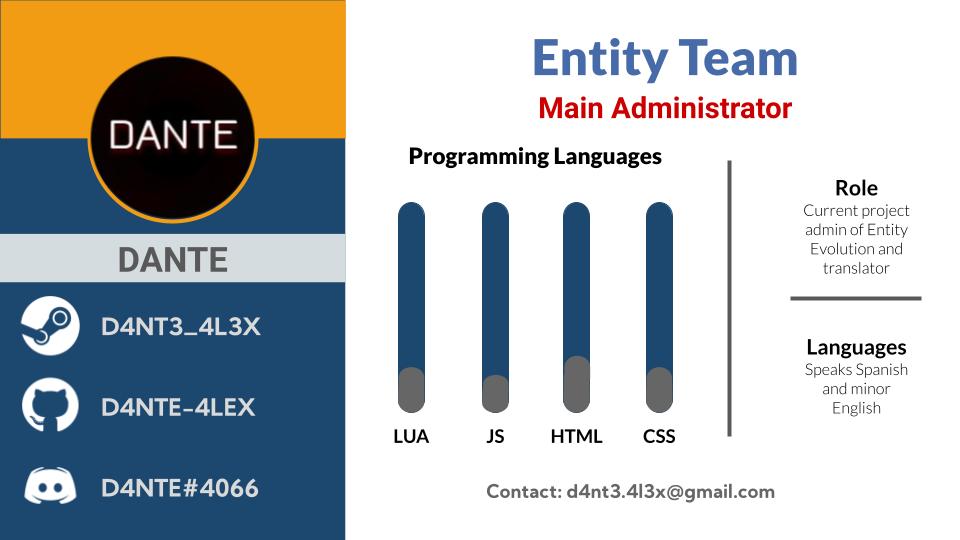 DANTE
DANTE
D4NT3_4L3X
D4NTE-4LEX
D4NTE#4066
Entity Team
Main Administrator
Programming Languages
LUA
JS
HTML
CSS
Role
Current project
admin of Entity
Evolution and
translator
Languages
Speaks Spanish
and minor
English
Contact: d4nt3.4l3x@gmail.com